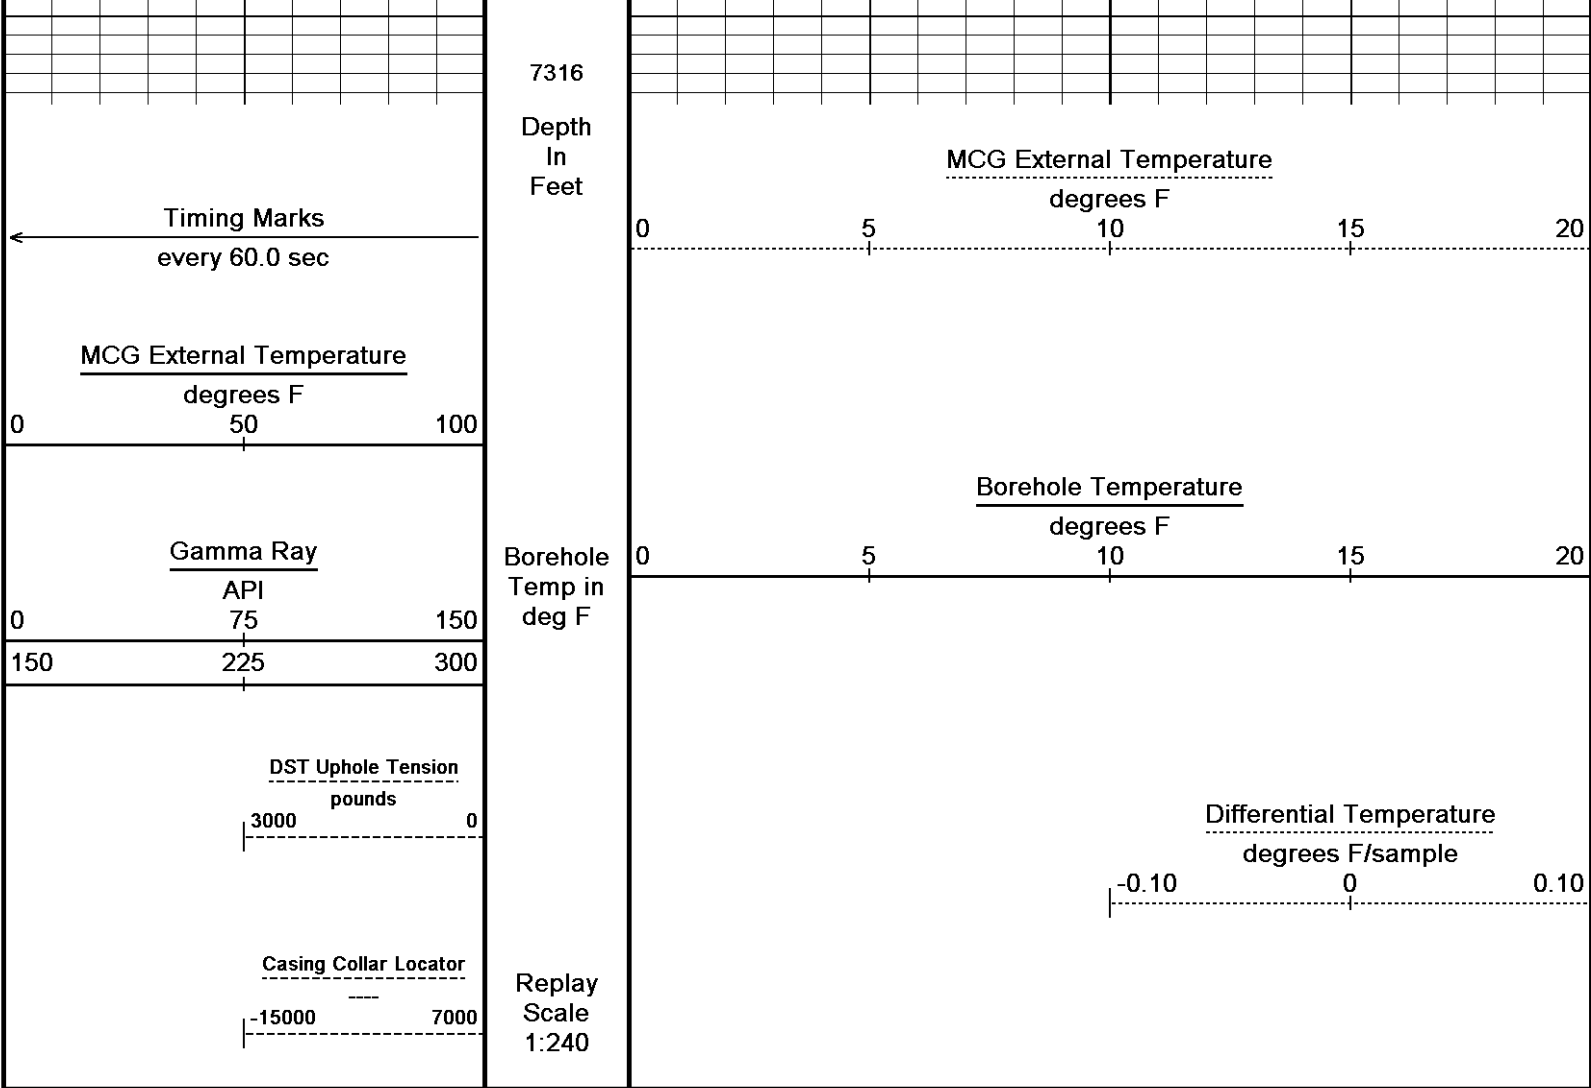 7316
Depth
In
Feet
Timing Marks
every 60.0 sec
MCG External Temperature
degrees F
0 50 100
Gamma Ray
API
0 75 150
150 225 300
DST Uphole Tension
pounds
3000 0
Casing Collar Locator
----
-15000 7000
Borehole
Temp in
deg F
Replay
Scale
1:240
MCG External Temperature
degrees F
0 5 10 15 20
Borehole Temperature
degrees F
0 5 10 15 20
Differential Temperature
degrees F/sample
-0.10 0 0.10